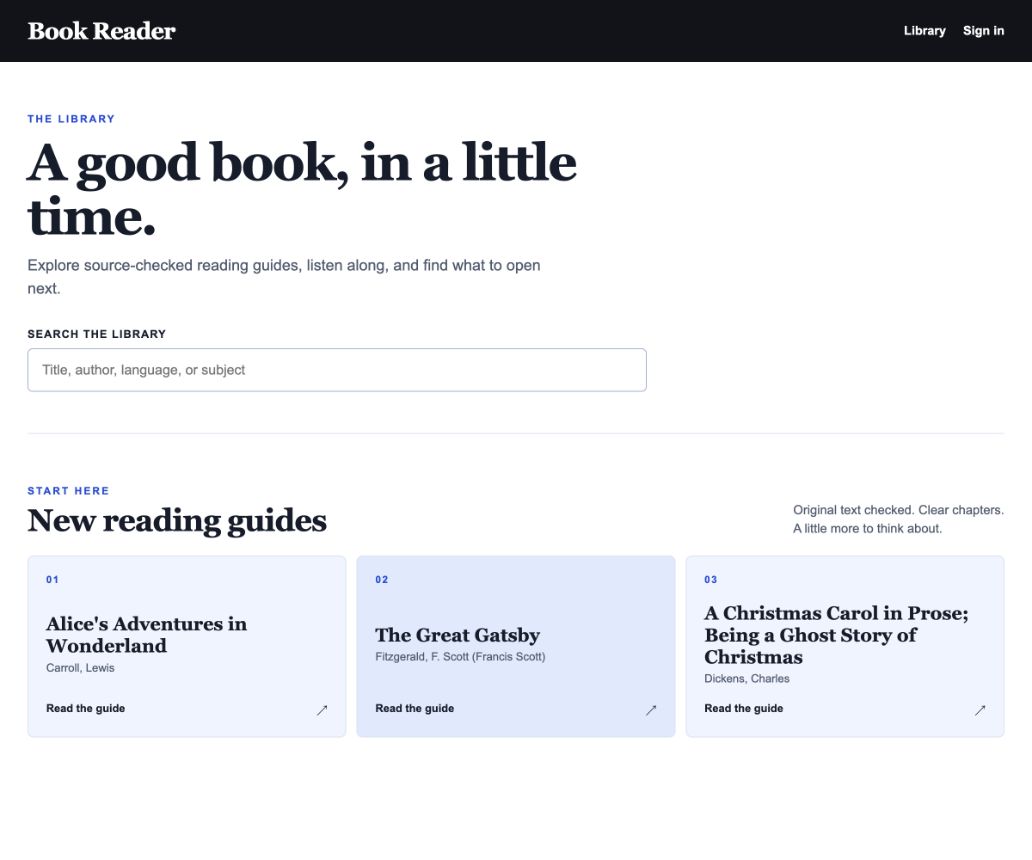 Book Reader
Library
Sign in
THE LIBRARY
A good book, in a little
time.
Explore source-checked reading guides, listen along, and find what to open
next.
SEARCH THE LIBRARY
Title, author, language, or subject
START HERE
New reading guides
Original text checked. Clear chapters.
A little more to think about.
01
Alice's Adventures in
Wonderland
Carroll, Lewis
Read the guide
02
The Great Gatsby
Fitzgerald, F. Scott (Francis Scott)
Read the guide
03
A Christmas Carol in Prose;
Being a Ghost Story of
Christmas
Dickens, Charles
Read the guide